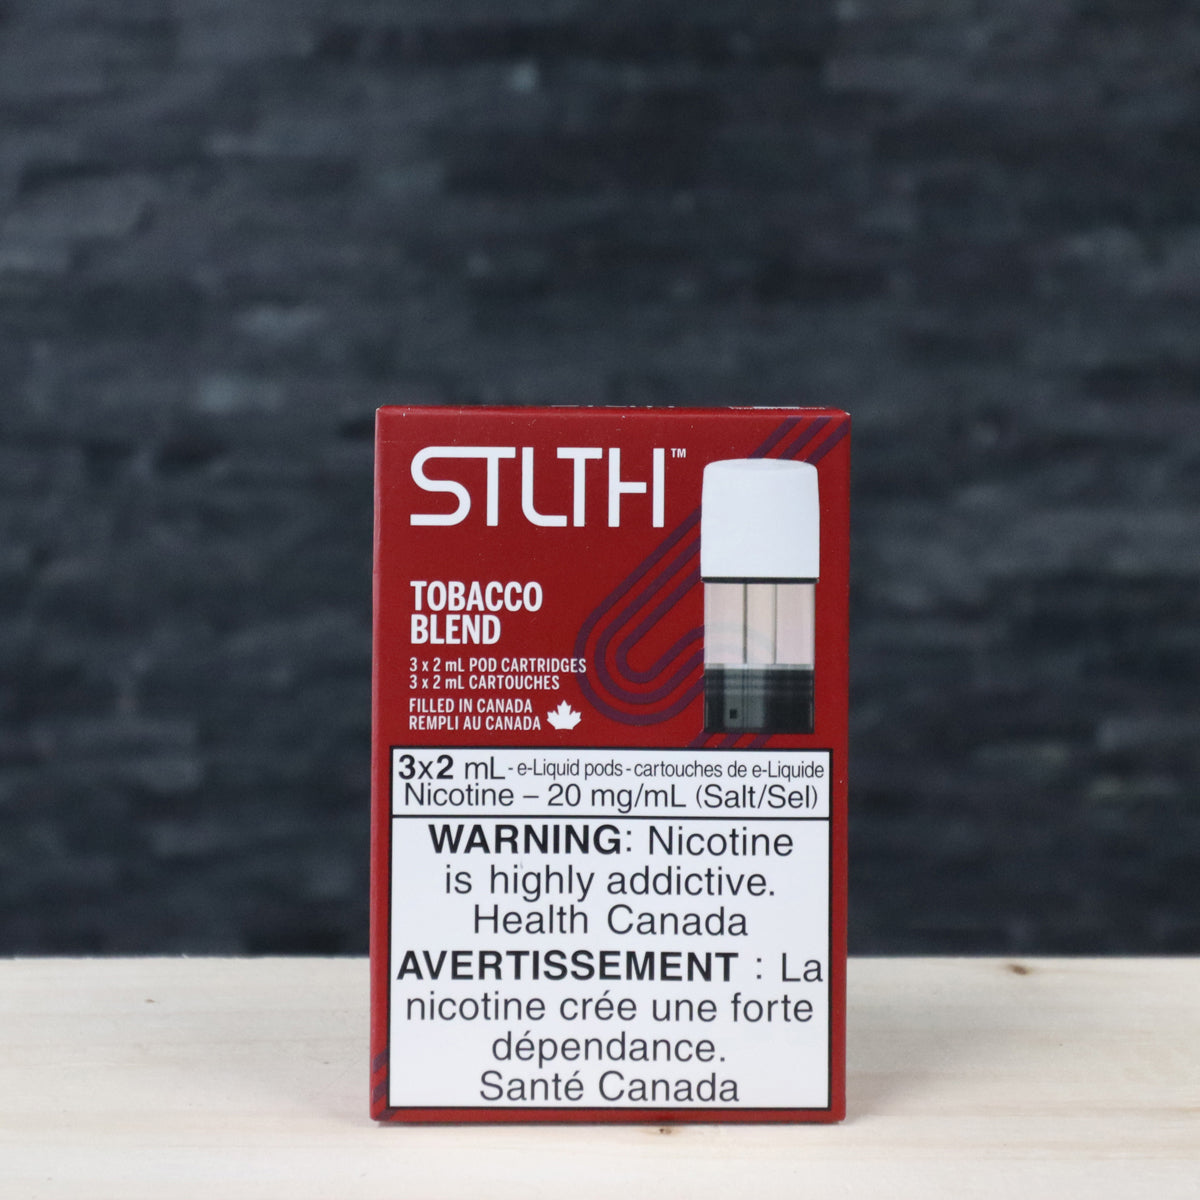 STLTH™
TOBACCO
BLEND
3 x 2 mL POD CARTRIDGES
3 x 2 mL CARTOUCHES
FILLED IN CANADA
REMPLI AU CANADA
3x2 mL - e-Liquid pods - cartouches de e-Liquide
Nicotine – 20 mg/mL (Salt/Sel)
WARNING: Nicotine
is highly addictive.
Health Canada
AVERTISSEMENT : La
nicotine crée une forte
dépendance.
Santé Canada